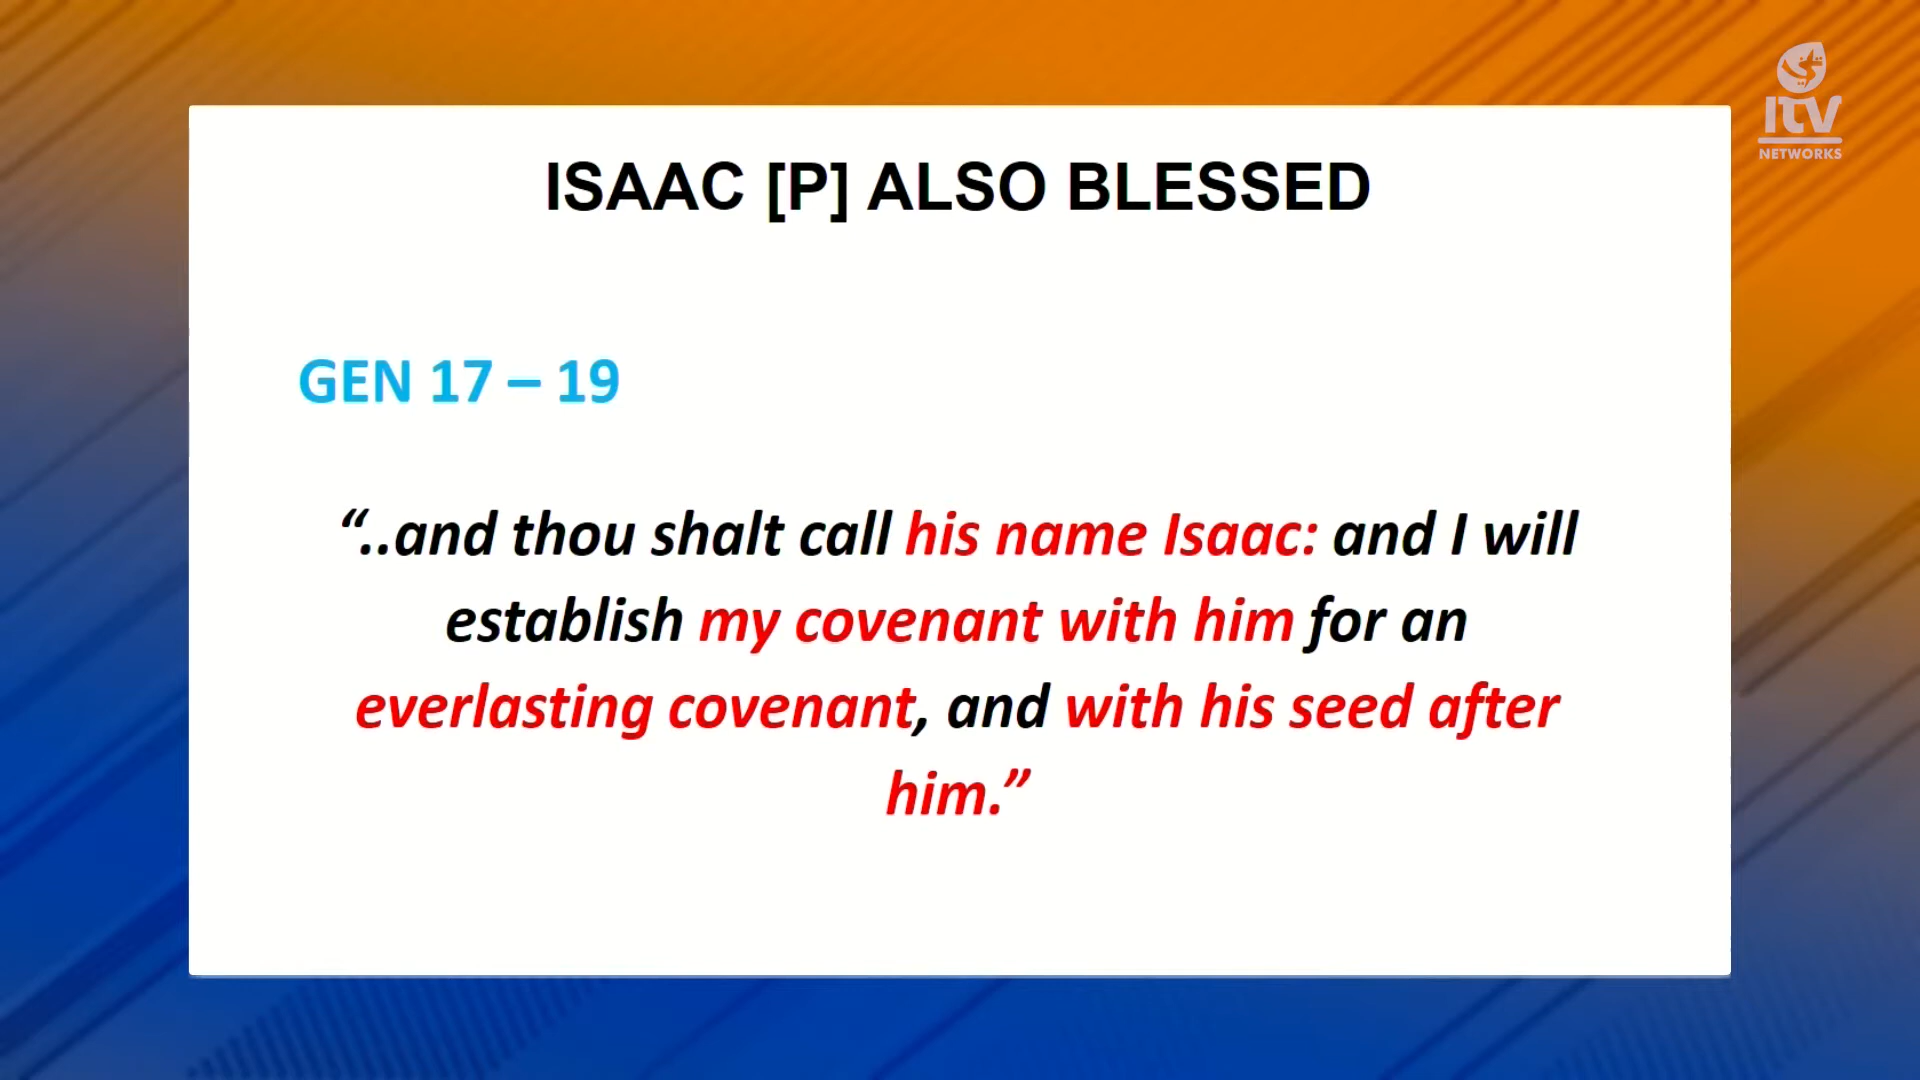 ITV
NETWORKS
ISAAC [P] ALSO BLESSED
GEN 17 – 19
“..and thou shalt call his name Isaac: and I will
establish my covenant with him for an
everlasting covenant, and with his seed after
him.”